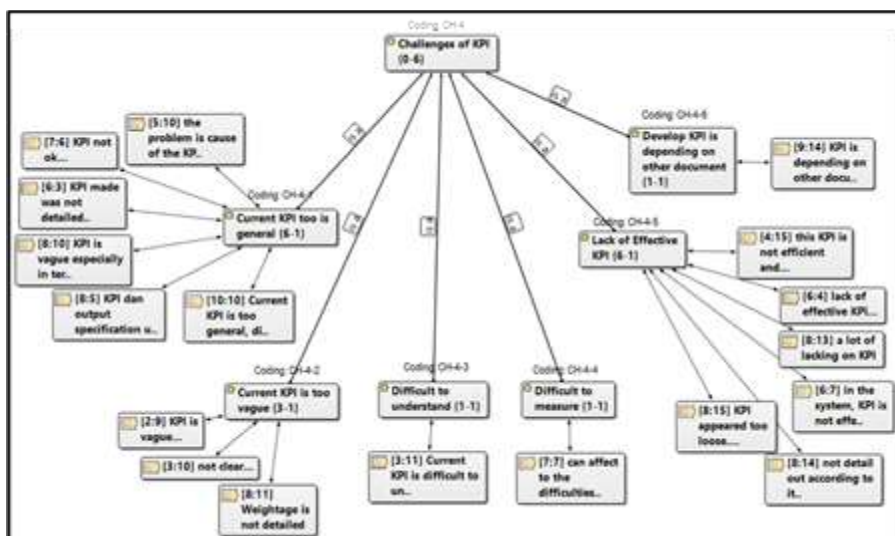 Coding: CH-4
Challenges of KPI
(0-6)
is a
is a
is a
is a
is a
is a
Coding: CH-4-6
Develop KPI is
depending on
other document
(1-1)
[9:14] KPI is
depending on
other docu..
[5:10] the
problem is cause
of the KP..
[7:6] KPI not
ok...
[6:3] KPI made
was not
detailed..
[8:10] KPI is
vague especially
in ter..
[8:5] KPI dan
output
specification u..
[10:10] Current
KPI is too
general, di..
Current KPI too is
general (6-1)
Coding: CH-4-5
Lack of Effective
KPI (6-1)
[4:15] this KPI is
not efficient
and....
[6:4] lack of
effective KPI...
[8:13] a lot of
lacking on KPI
[6:7] in the
system, KPI is
not effe..
[8:15] KPI
appeared too
loose....
[8:14] not detail
out according to
it..
Coding: CH-4-2
Current KPI is too
vague (3-1)
[2:9] KPI is
vague...
[3:10] not clear...
[8:11]
Weightage is
not detailed
Coding: CH-4-3
Difficult to
understand (1-1)
[3:11] Current
KPI is difficult to
un..
Coding: CH-4-4
Difficult to
measure (1-1)
[7:7] can affect
to the
difficulties..